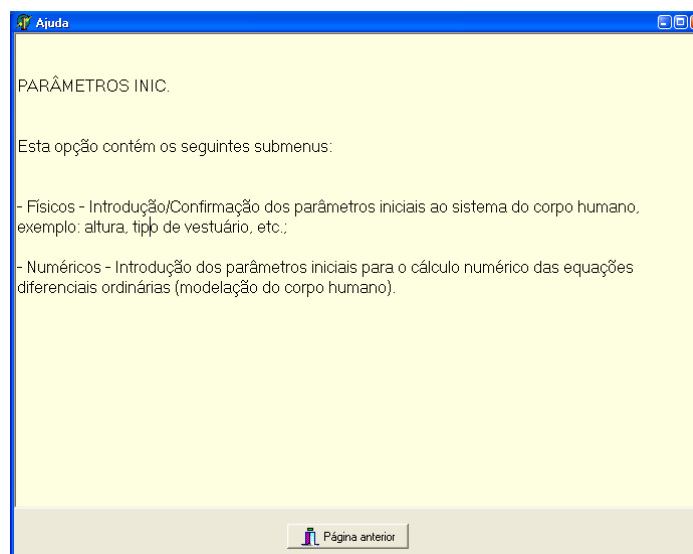 Ajuda
PARÂMETROS INIC.
Esta opção contém os seguintes submenus:
- Físicos - Introdução/Confirmação dos parâmetros iniciais ao sistema do corpo humano,
exemplo: altura, tipo de vestuário, etc.;
- Numéricos - Introdução dos parâmetros iniciais para o cálculo numérico das equações
diferenciais ordinárias (modelação do corpo humano).
Página anterior